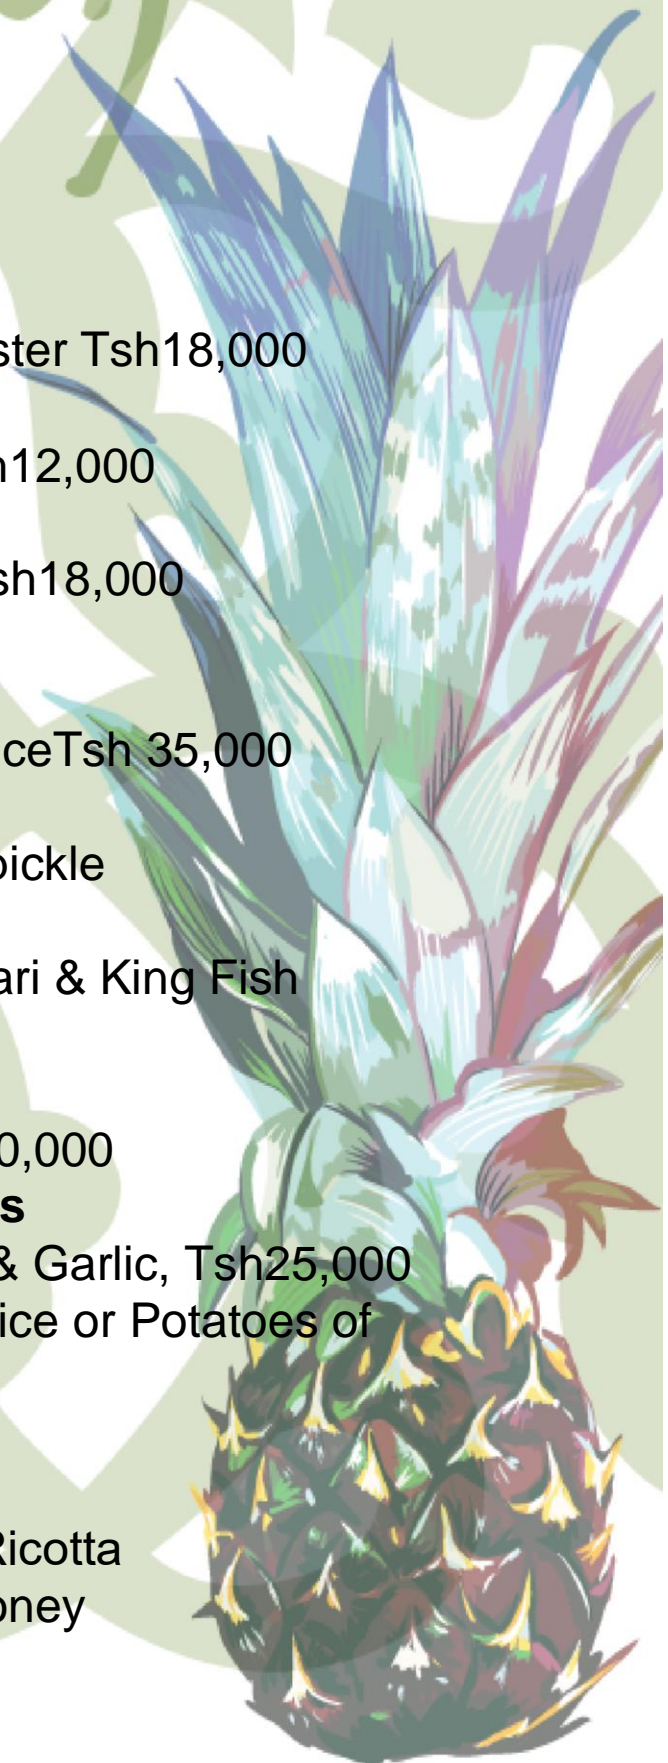 ster Tsh18,000
h12,000
sh18,000
ceTsh 35,000
pickle
ari & King Fish
0,000
s
& Garlic, Tsh25,000
ice or Potatoes of
Ricotta
oney